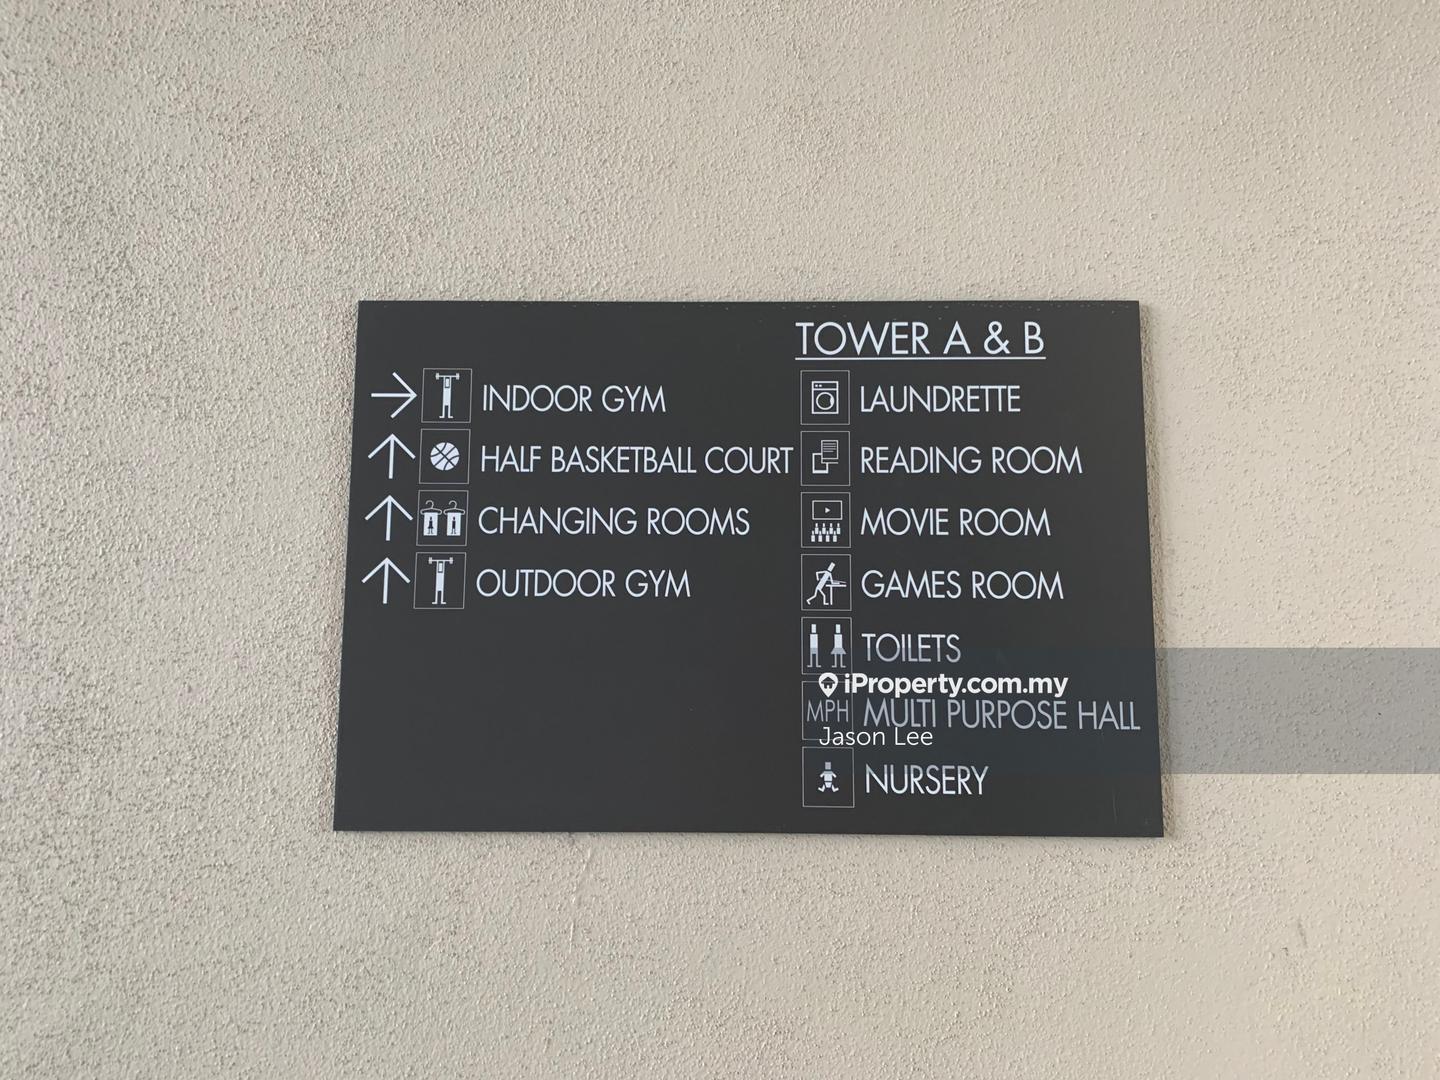 INDOOR GYM
HALF BASKETBALL COURT
CHANGING ROOMS
OUTDOOR GYM
TOWER A & B
LAUNDRETTE
READING ROOM
MOVIE ROOM
GAMES ROOM
TOILETS
iProperty.com.my
MPH MULTI PURPOSE HALL
Jason Lee
NURSERY